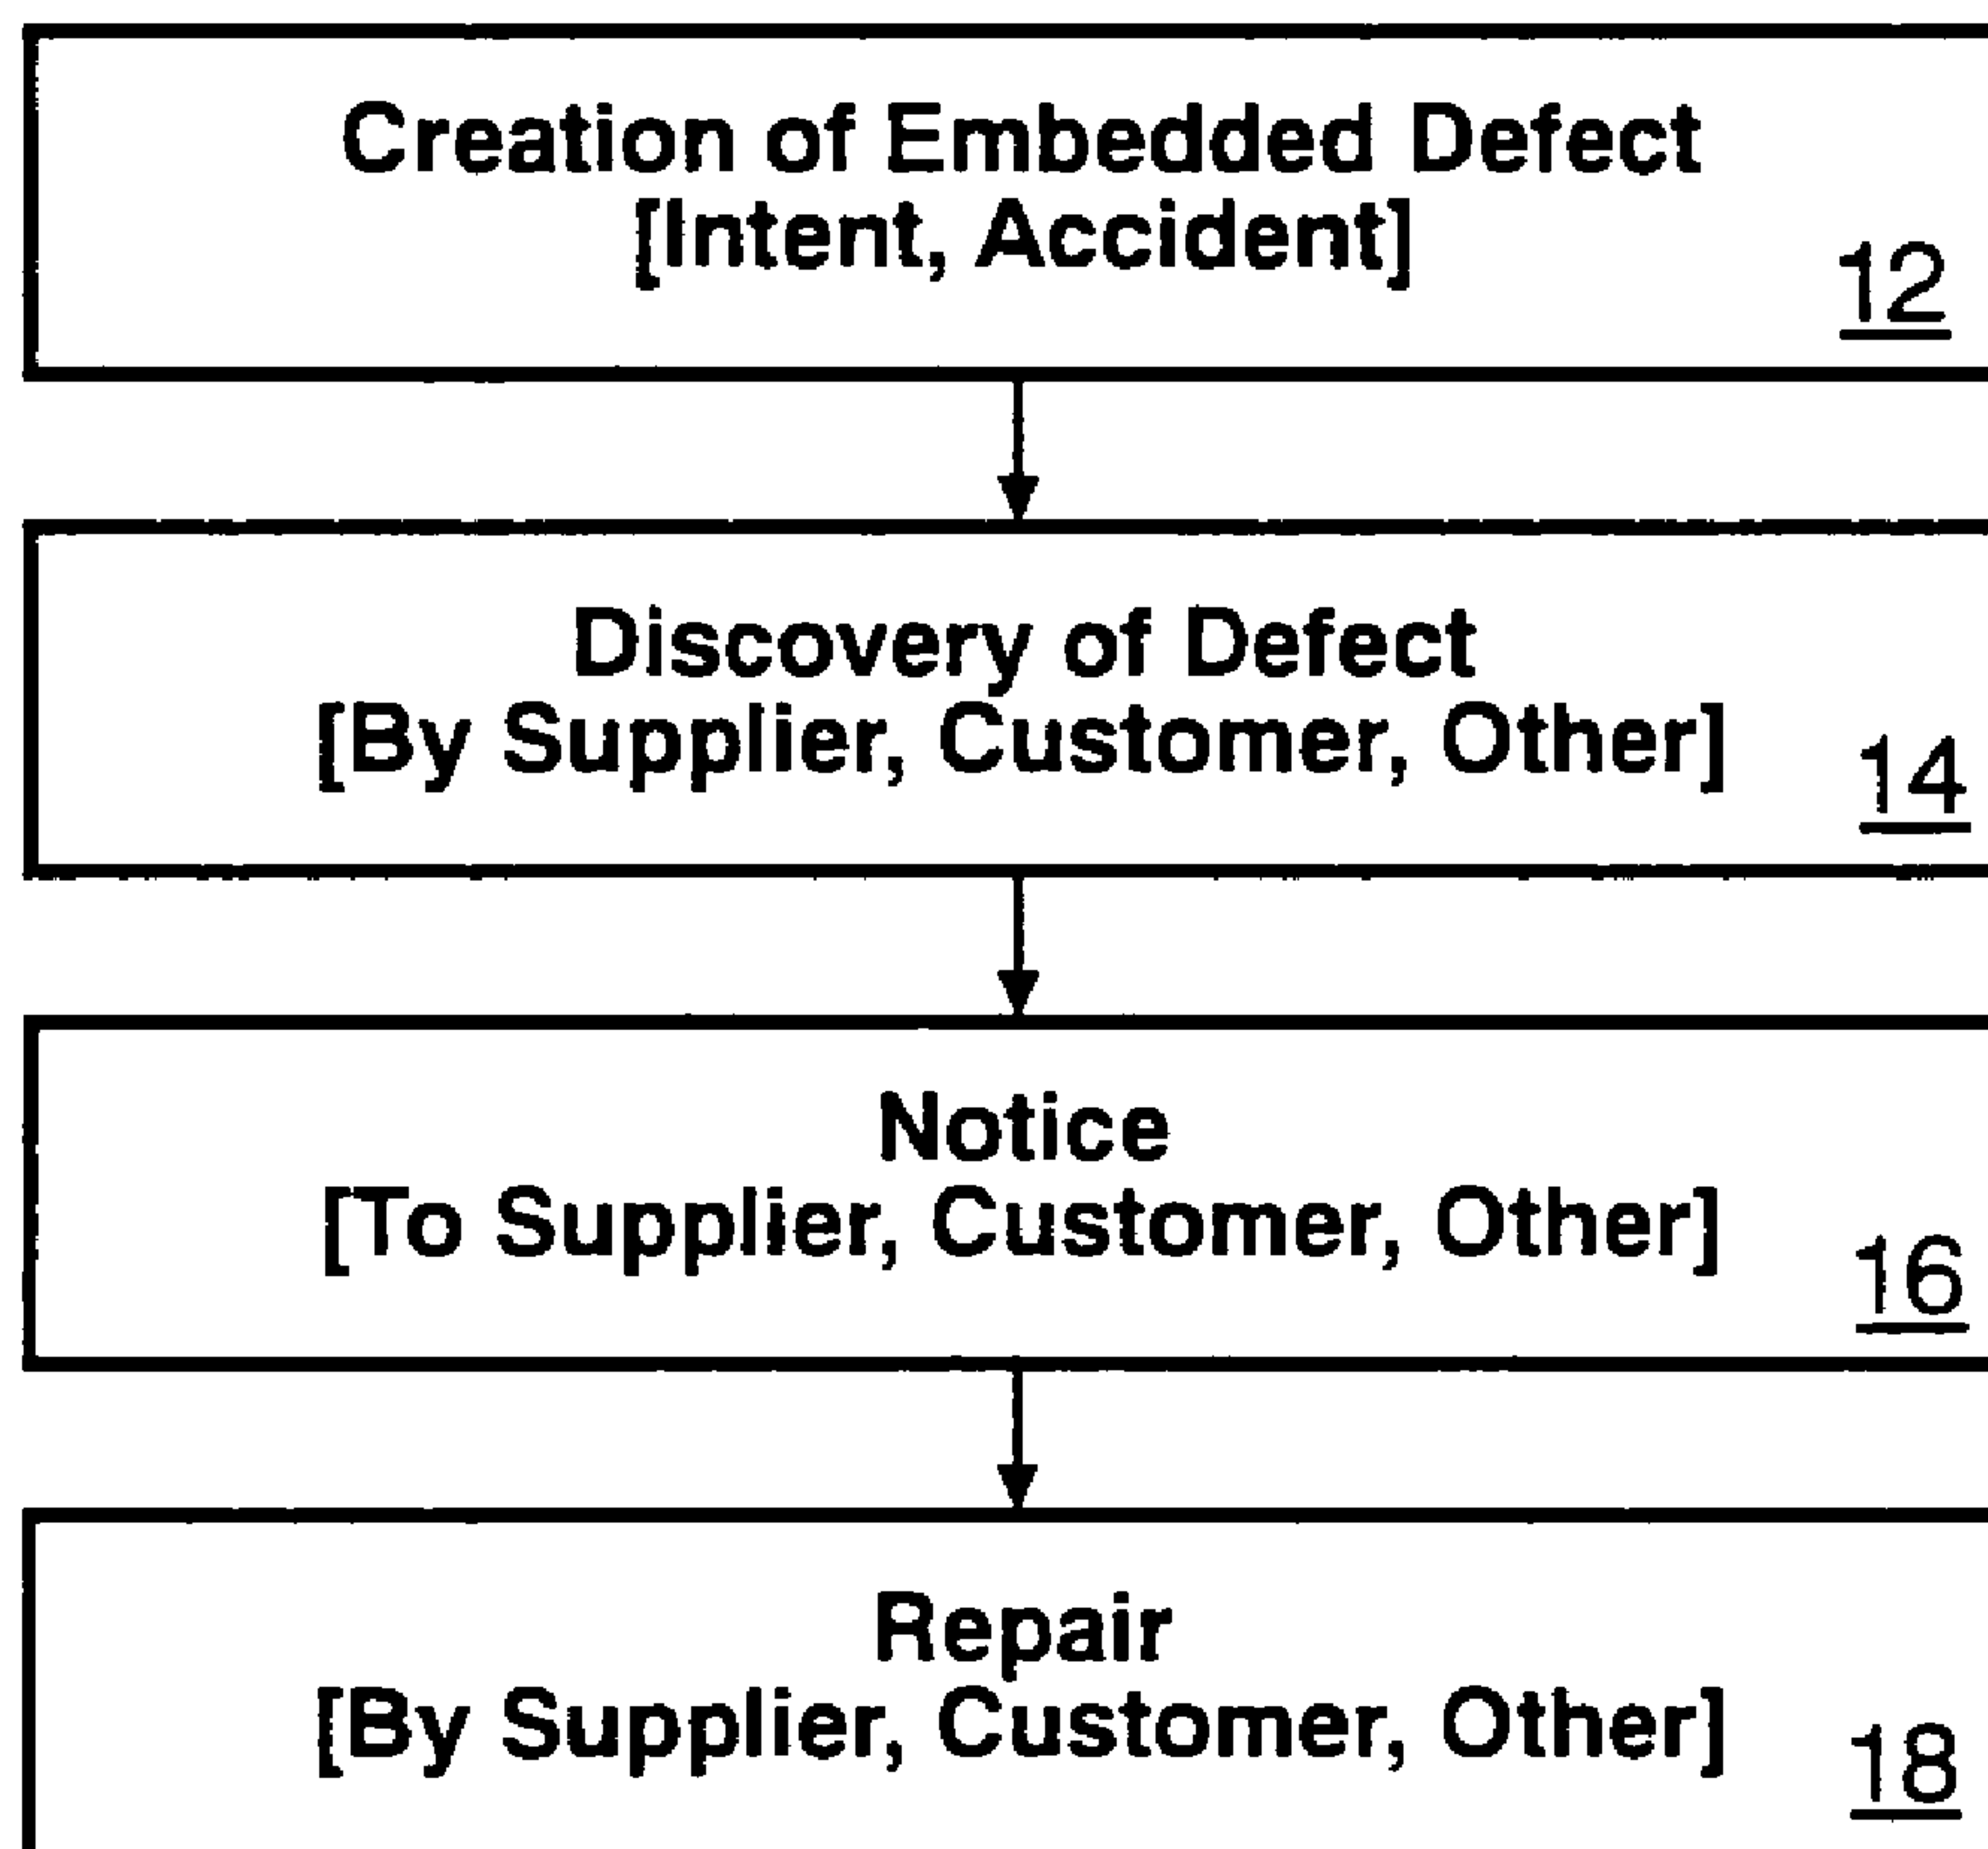 Creation of Embedded Defect
[Intent, Accident]
12
Discovery of Defect
[By Supplier, Customer, Other]
14
Notice
[To Supplier, Customer, Other]
16
Repair
[By Supplier, Customer, Other]
18